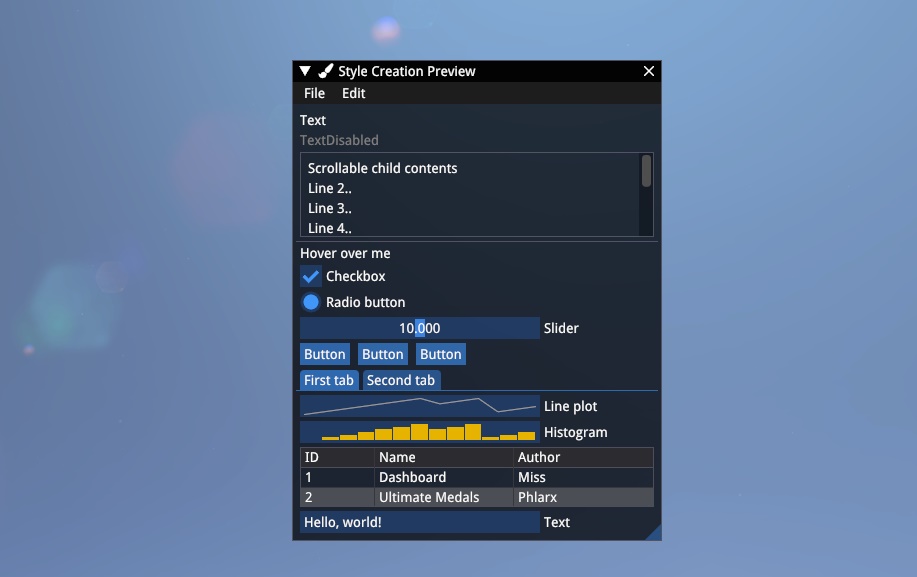 Style Creation Preview
File Edit
Text
TextDisabled
Scrollable child contents
Line 2..
Line 3..
Line 4..
Hover over me
Checkbox
Radio button
10.000 Slider
Button Button Button
First tab Second tab
Line plot
Histogram
ID Name Author
1 Dashboard Miss
2 Ultimate Medals Phlarx
Hello, world! Text